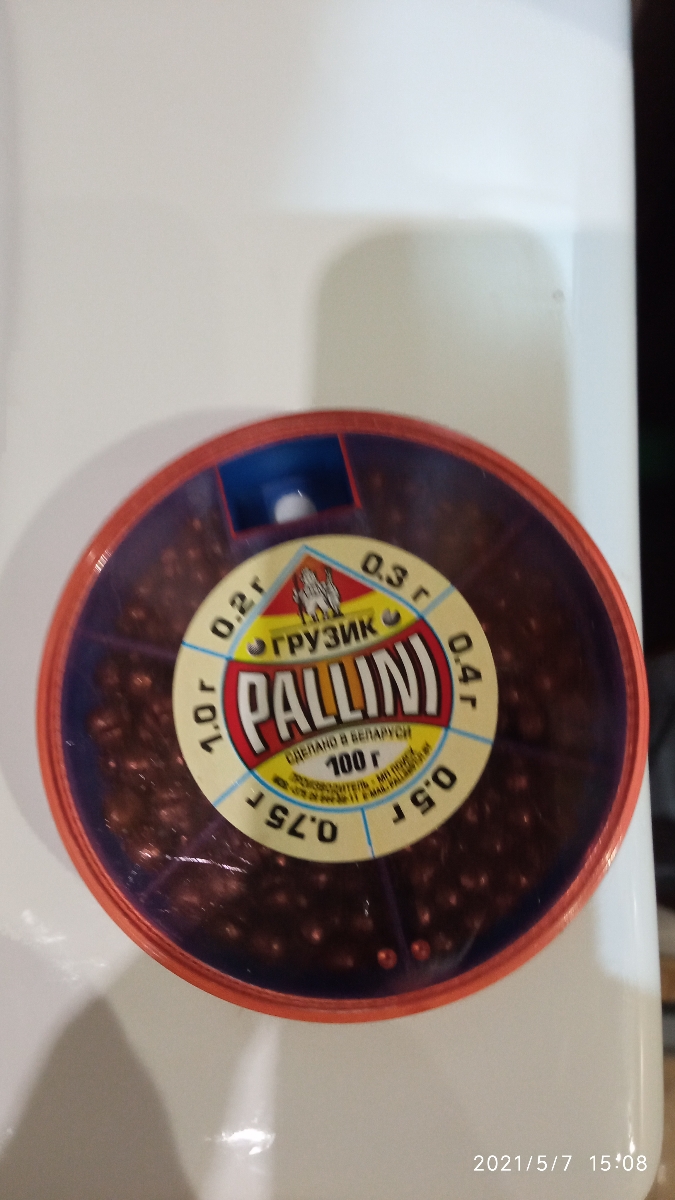 0.2 г
0.3 г
0.4 г
0.5 г
0.75 г
1.0 г
ГРУЗИК
PALLINI
СДЕЛАНО В БЕЛАРУСИ
100 г
ПРОИЗВОДИТЕЛЬ -
2021/5/7 15:08